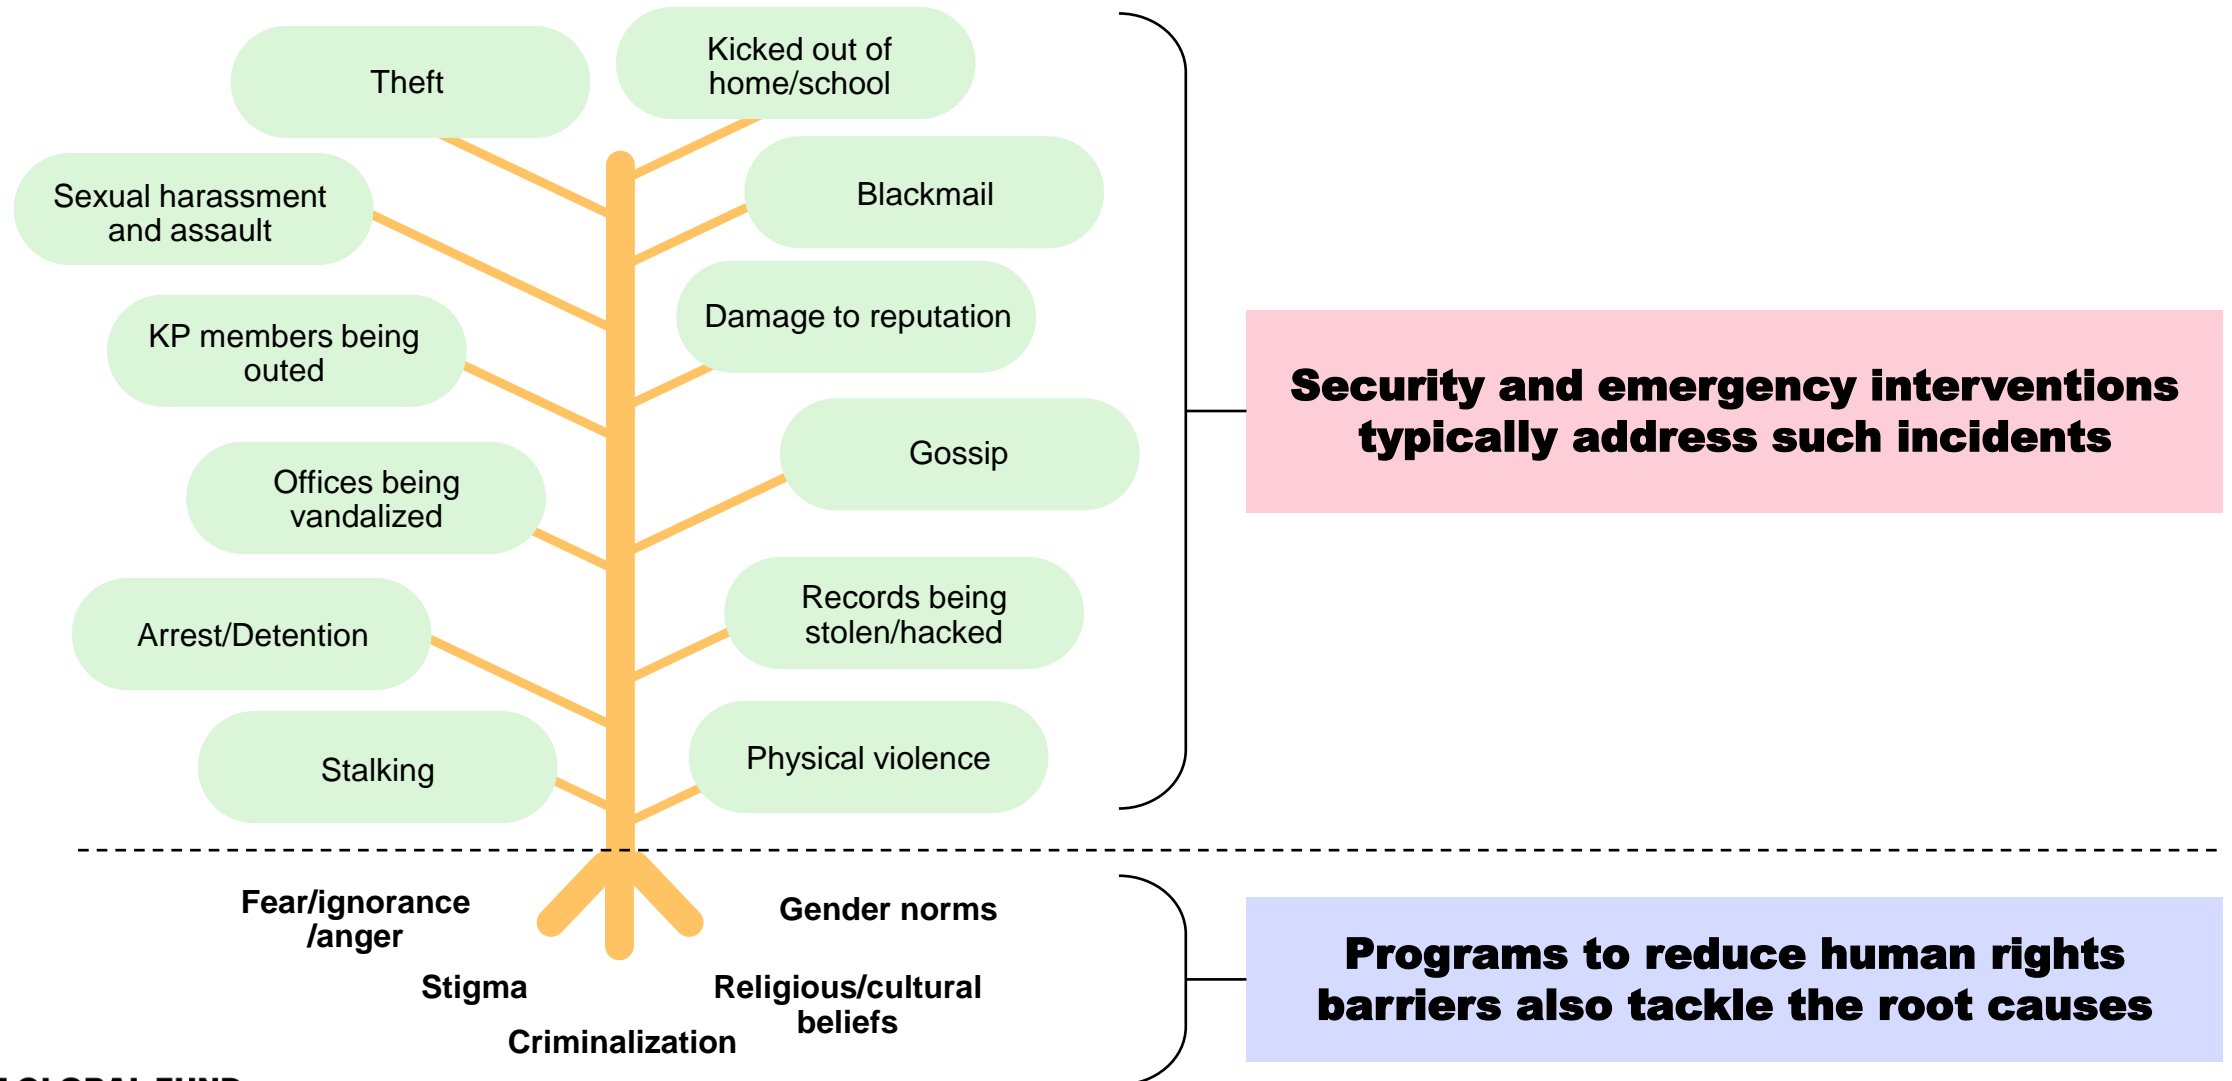 Theft
Kicked out of
home/school
Sexual harassment
and assault
Blackmail
KP members being
outed
Damage to reputation
Offices being
vandalized
Gossip
Arrest/Detention
Records being
stolen/hacked
Stalking
Physical violence
Security and emergency interventions
typically address such incidents
Fear/ignorance
/anger
Gender norms
Stigma
Religious/cultural
beliefs
Criminalization
Programs to reduce human rights
barriers also tackle the root causes
GLOBAL FUND